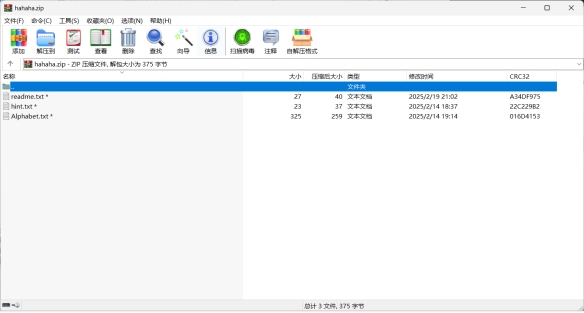 hahaha.zip
文件(F) 命令(C) 工具(S) 收藏夹(O) 选项(N) 帮助(H)
添加 解压到 测试 查看 删除 查找 向导 信息 扫描病毒 注释 自解压格式
hahaha.zip - ZIP 压缩文件, 解包大小为 375 字节
名称 大小 压缩后大小 类型 修改时间 CRC32
.. 文件夹
readme.txt * 27 40 文本文档 2025/2/19 21:02 A34DF975
hint.txt * 23 37 文本文档 2025/2/14 18:37 22C229B2
Alphabet.txt * 325 259 文本文档 2025/2/14 19:14 016D4153
总计 3 文件, 375 字节